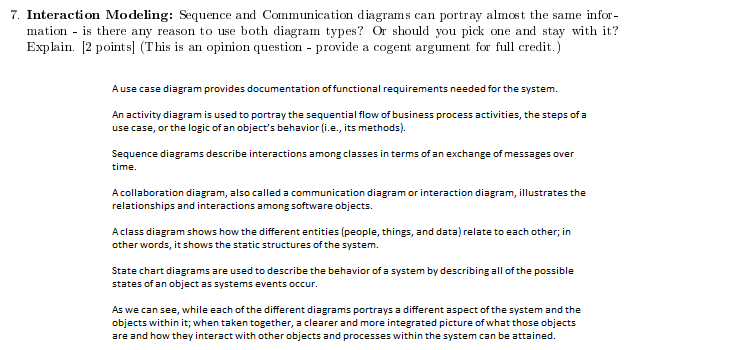 7. Interaction Modeling: Sequence and Communication diagrams can portray almost the same infor-
mation - is there any reason to use both diagram types? Or should you pick one and stay with it?
Explain. [2 points] (This is an opinion question - provide a cogent argument for full credit.)
A use case diagram provides documentation of functional requirements needed for the system.
An activity diagram is used to portray the sequential flow of business process activities, the steps of a
use case, or the logic of an object's behavior (i.e., its methods).
Sequence diagrams describe interactions among classes in terms of an exchange of messages over
time.
A collaboration diagram, also called a communication diagram or interaction diagram, illustrates the
relationships and interactions among software objects.
A class diagram shows how the different entities (people, things, and data) relate to each other; in
other words, it shows the static structures of the system.
State chart diagrams are used to describe the behavior of a system by describing all of the possible
states of an object as systems events occur.
As we can see, while each of the different diagrams portrays a different aspect of the system and the
objects within it; when taken together, a clearer and more integrated picture of what those objects
are and how they interact with other objects and processes within the system can be attained.